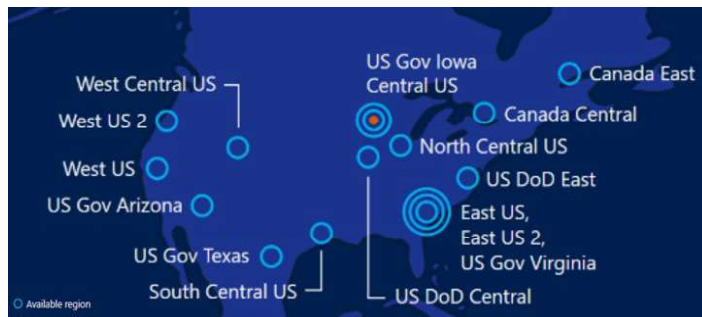 US Gov Iowa
Central US
Canada East
West Central US
Canada Central
West US 2
North Central US
West US
US DoD East
US Gov Arizona
East US,
East US 2,
US Gov Virginia
US Gov Texas
South Central US
US DoD Central
Available region